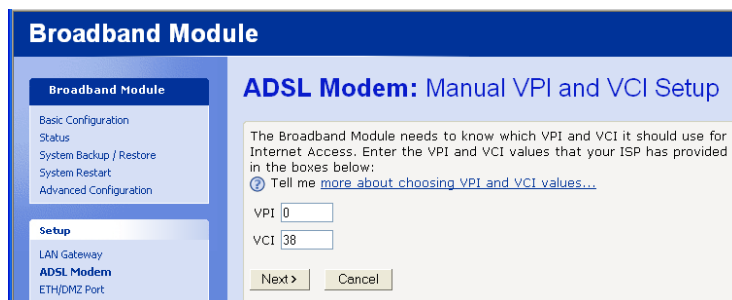 Broadband Module
Broadband Module
Basic Configuration
Status
System Backup / Restore
System Restart
Advanced Configuration
Setup
LAN Gateway
ADSL Modem
ETH/DMZ Port
ADSL Modem: Manual VPI and VCI Setup
The Broadband Module needs to know which VPI and VCI it should use for
Internet Access. Enter the VPI and VCI values that your ISP has provided
in the boxes below:
? Tell me more about choosing VPI and VCI values...
VPI 0
VCI 38
Next> Cancel